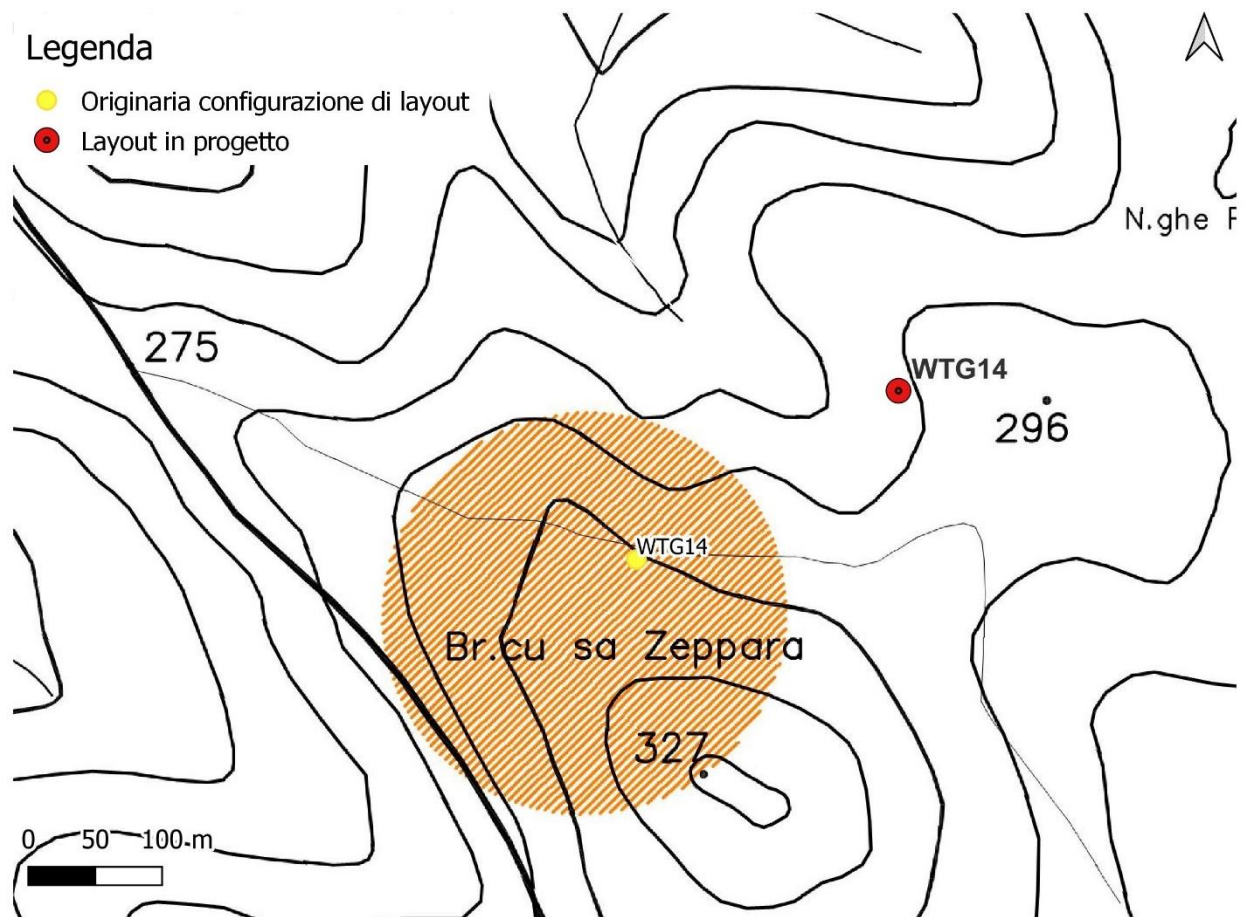 Legenda
Originaria configurazione di layout
Layout in progetto
N.ghe
275
WTG14
296
WTG14
Br.cu sa Zeppara
327
0 50 100 m